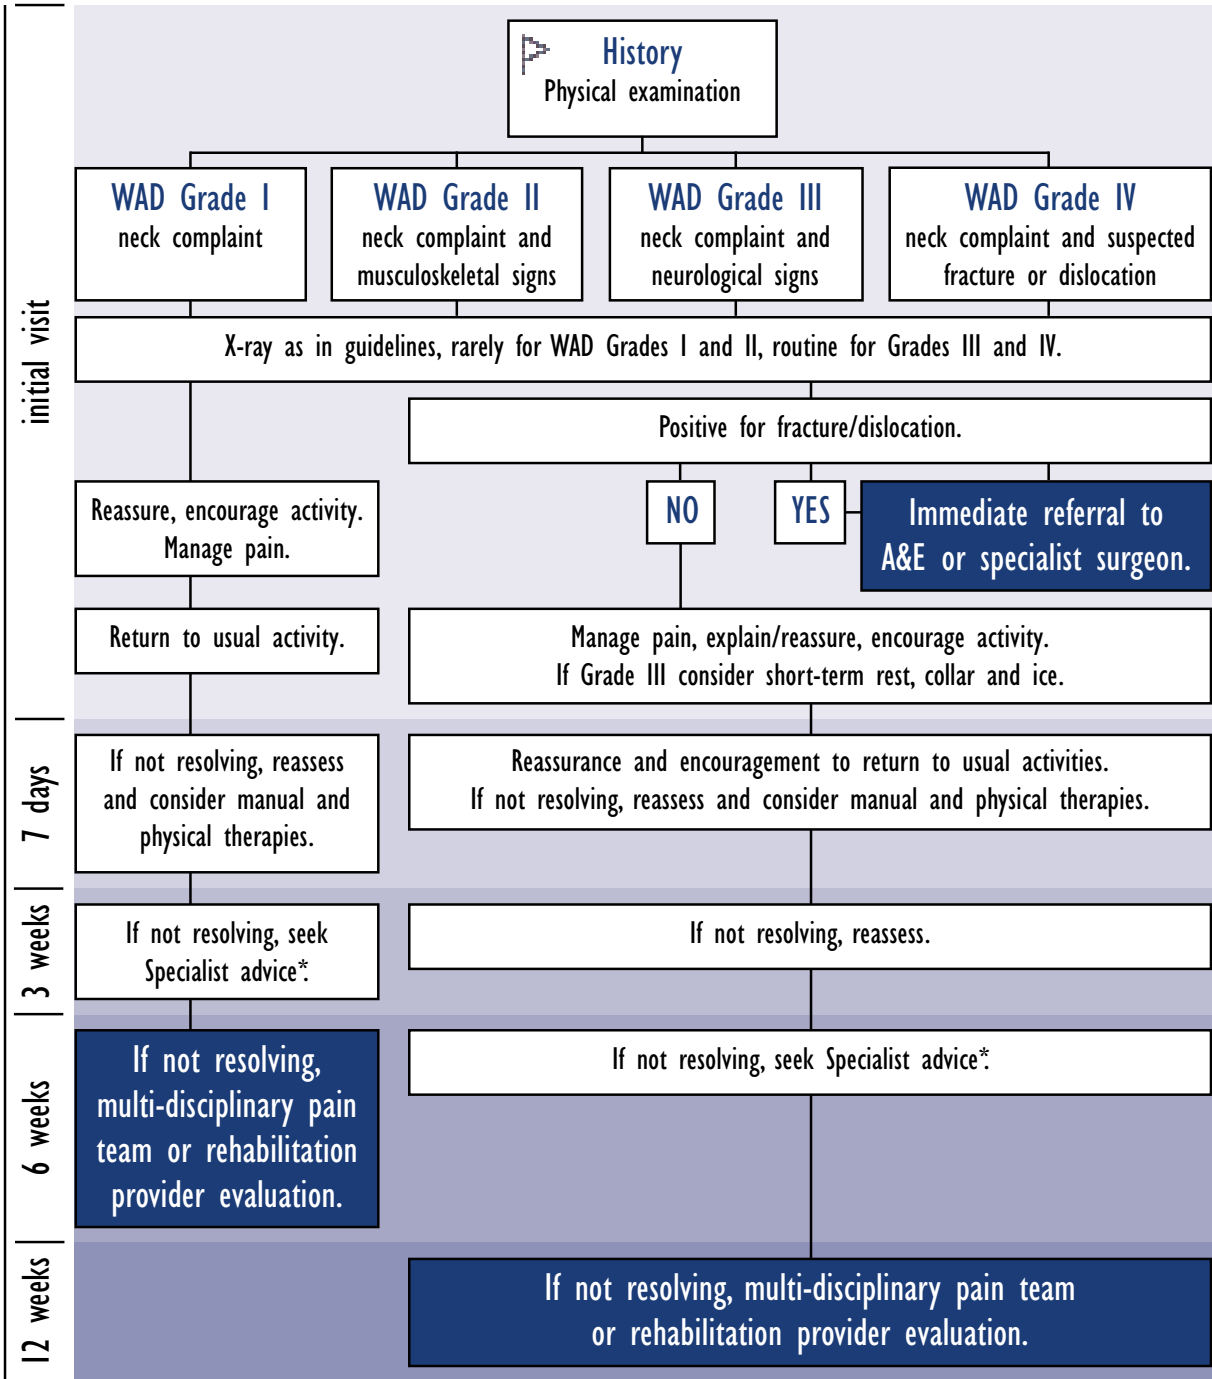 History
Physical examination
WAD Grade I
neck complaint
WAD Grade II
neck complaint and
musculoskeletal signs
WAD Grade III
neck complaint and
neurological signs
WAD Grade IV
neck complaint and suspected
fracture or dislocation
initial visit
X-ray as in guidelines, rarely for WAD Grades I and II, routine for Grades III and IV.
Positive for fracture/dislocation.
NO
YES
Immediate referral to
A&E or specialist surgeon.
Reassure, encourage activity.
Manage pain.
Return to usual activity.
Manage pain, explain/reassure, encourage activity.
If Grade III consider short-term rest, collar and ice.
7 days
If not resolving, reassess
and consider manual and
physical therapies.
Reassurance and encouragement to return to usual activities.
If not resolving, reassess and consider manual and physical therapies.
3 weeks
If not resolving, seek
Specialist advice*.
If not resolving, reassess.
6 weeks
If not resolving,
multi-disciplinary pain
team or rehabilitation
provider evaluation.
If not resolving, seek Specialist advice*.
12 weeks
If not resolving, multi-disciplinary pain team
or rehabilitation provider evaluation.